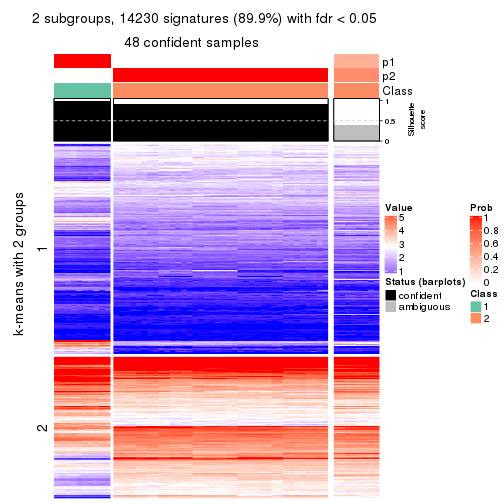 2 subgroups, 14230 signatures (89.9%) with fdr < 0.05
48 confident samples
p1
p2
Class
1
0.5
0
Silhouette
score
k-means with 2 groups
1
2
Value
5
4
3
2
1
Prob
1
0.8
0.6
0.4
0.2
0
Status (barplots)
confident
ambiguous
Class
1
2